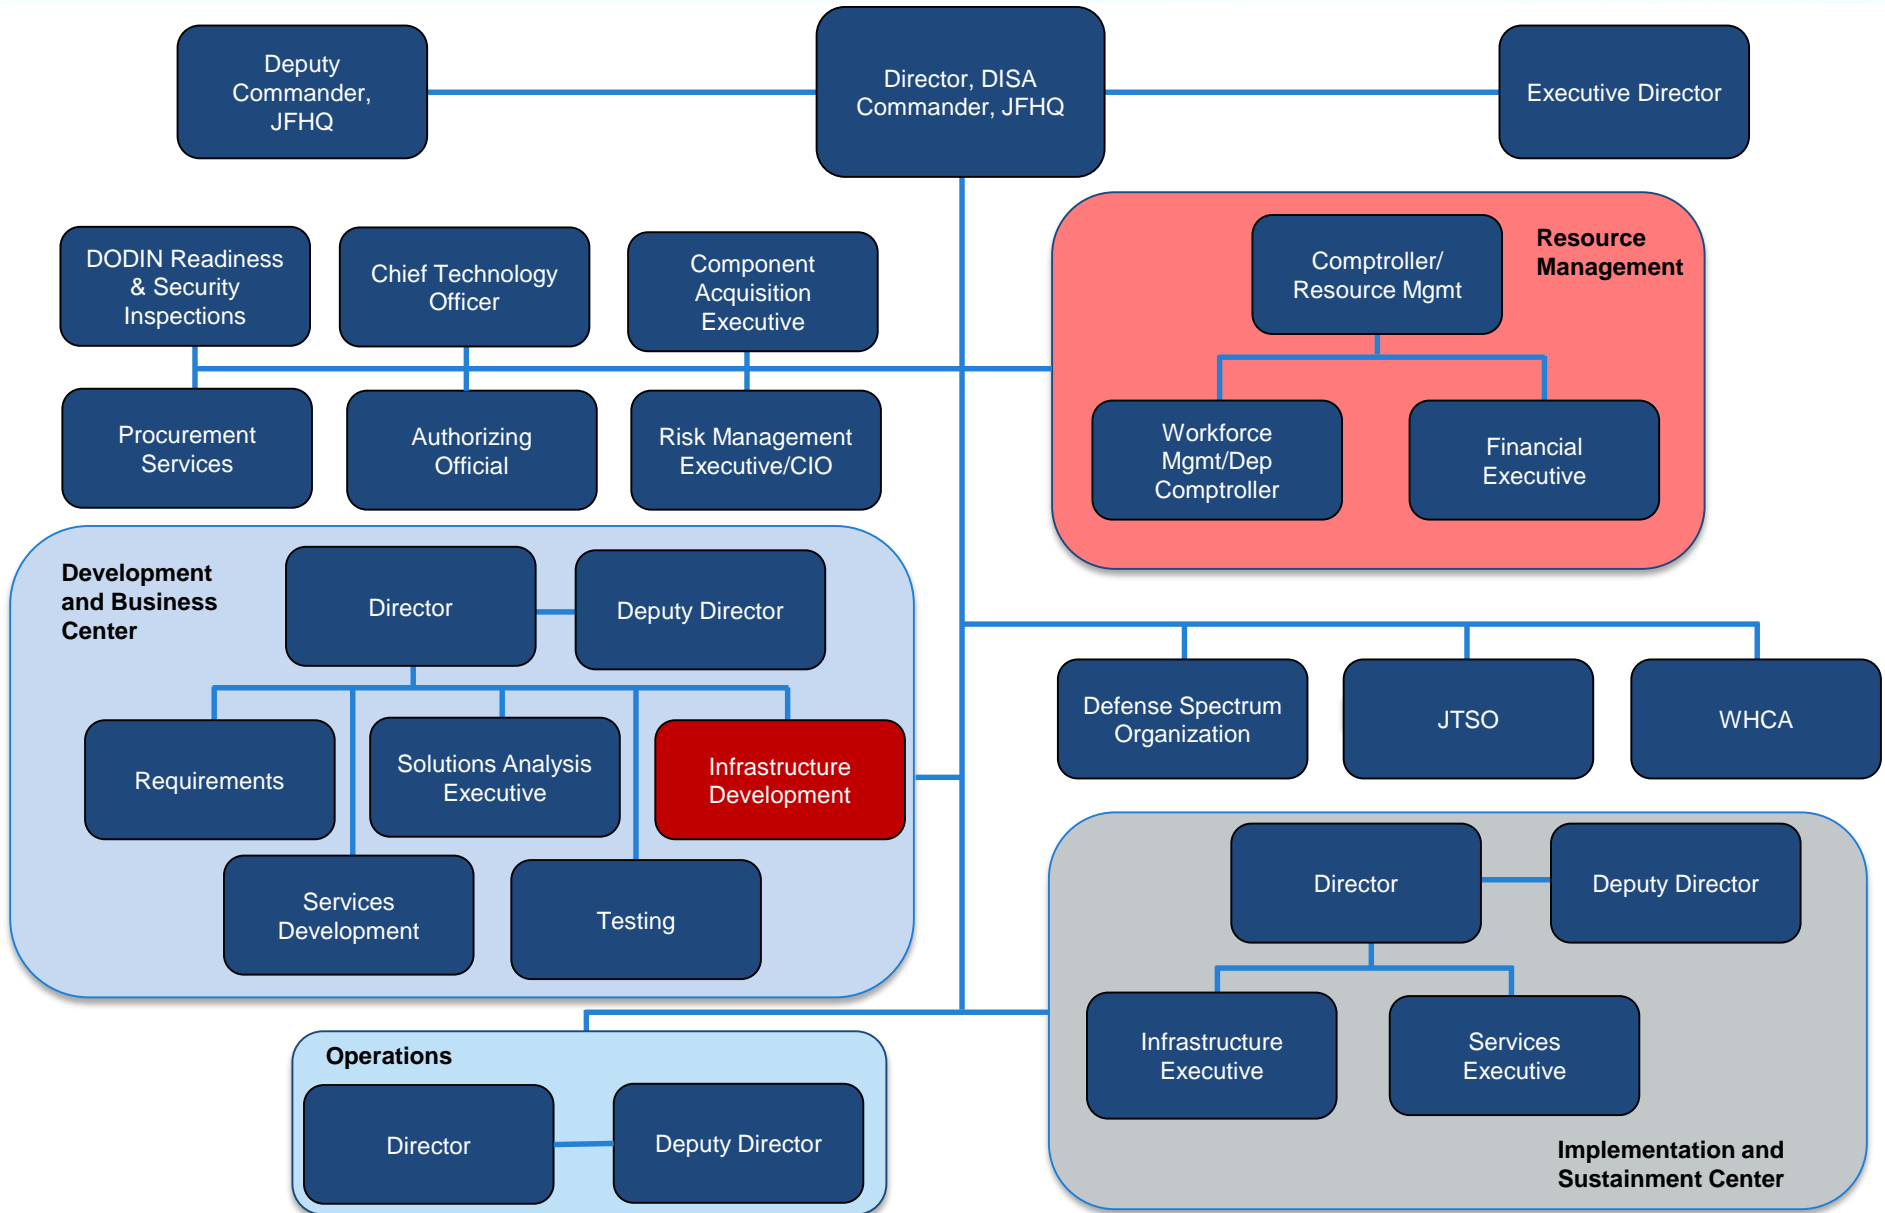 Deputy
Commander,
JFHQ
Director, DISA
Commander, JFHQ
Executive Director
DODIN Readiness
& Security
Inspections
Chief Technology
Officer
Component
Acquisition
Executive
Procurement
Services
Authorizing
Official
Risk Management
Executive/CIO
Resource
Management
Comptroller/
Resource Mgmt
Workforce
Mgmt/Dep
Comptroller
Financial
Executive
Development
and Business
Center
Director
Deputy Director
Requirements
Solutions Analysis
Executive
Infrastructure
Development
Services
Development
Testing
Defense Spectrum
Organization
JTSO
WHCA
Director
Deputy Director
Infrastructure
Executive
Services
Executive
Implementation and
Sustainment Center
Operations
Director
Deputy Director